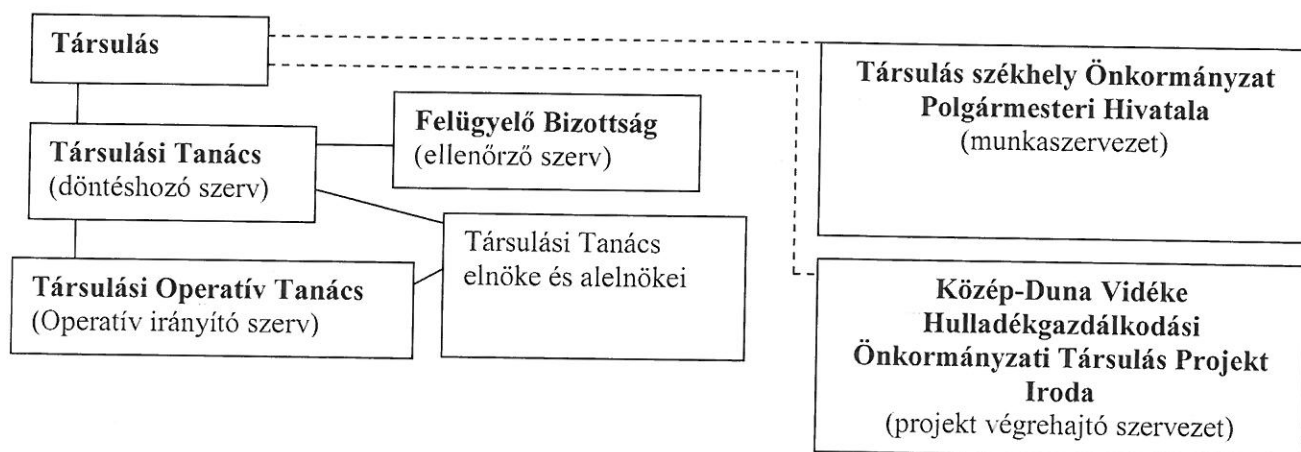 Társulás
Társulási Tanács
(döntéshozó szerv)
Társulási Operatív Tanács
(Operatív irányító szerv)
Felügyelő Bizottság
(ellenőrző szerv)
Társulási Tanács
elnöke és alelnökei
Társulás székhely Önkormányzat
Polgármesteri Hivatala
(munkaszervezet)
Közép-Duna Vidéke
Hulladékgazdálkodási
Önkormányzati Társulás Projekt
Iroda
(projekt végrehajtó szervezet)